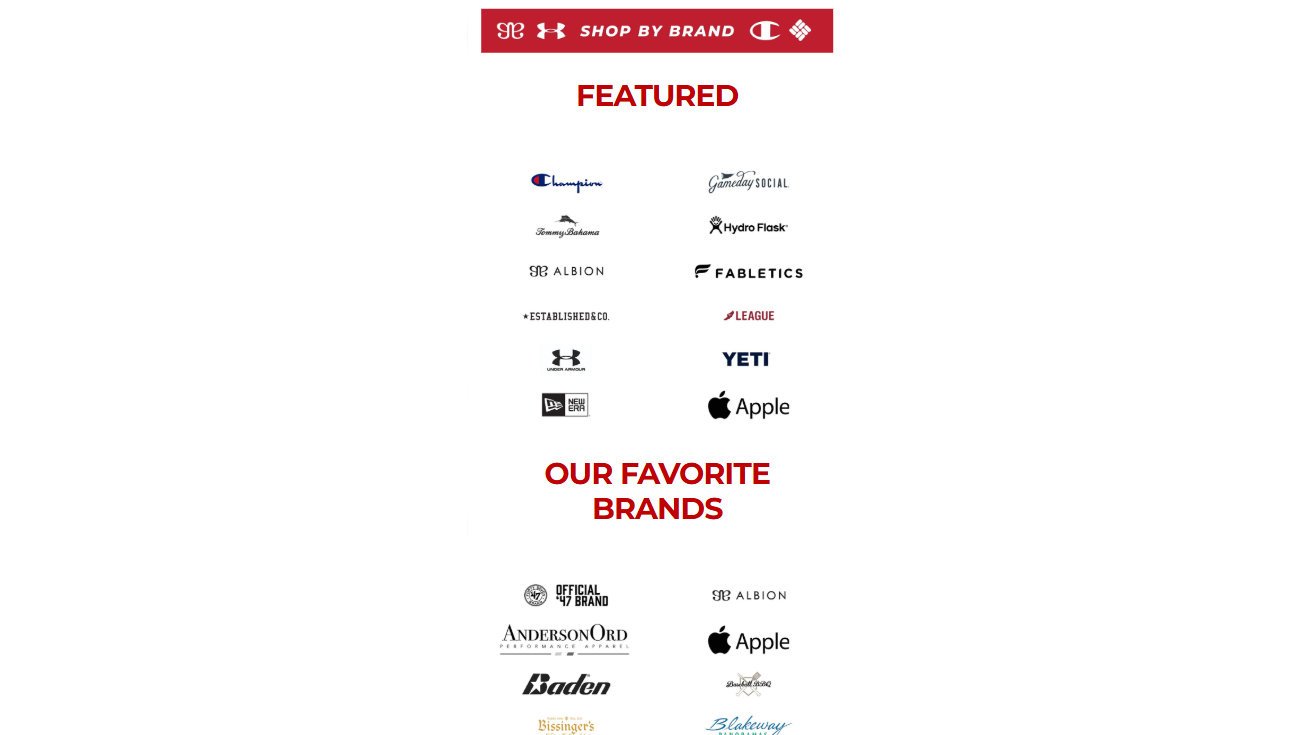 SHOP BY BRAND
FEATURED
Champion
Gameday SOCIAL
Tommy Bahama
Hydro Flask
ALBION
FABLETICS
ESTABLISHED&CO.
LEAGUE
UNDER ARMOUR
YETI
NEW ERA
Apple
OUR FAVORITE
BRANDS
OFFICIAL
'47 BRAND
ALBION
ANDERSONORD
PERFORMANCE APPAREL
Apple
Baden
Baseball BBQ
Bissinger's
Blakeway
PANORAMAS